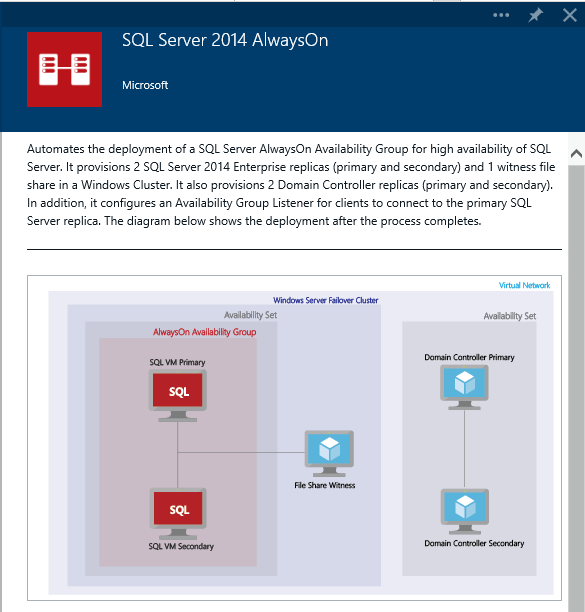 SQL Server 2014 AlwaysOn
Microsoft
Automates the deployment of a SQL Server AlwaysOn Availability Group for high availability of SQL
Server. It provisions 2 SQL Server 2014 Enterprise replicas (primary and secondary) and 1 witness file
share in a Windows Cluster. It also provisions 2 Domain Controller replicas (primary and secondary).
In addition, it configures an Availability Group Listener for clients to connect to the primary SQL
Server replica. The diagram below shows the deployment after the process completes.
Virtual Network
Windows Server Failover Cluster
Availability Set
Availability Set
AlwaysOn Availability Group
SQL VM Primary
SQL
Domain Controller Primary
File Share Witness
SQL
SQL VM Secondary
Domain Controller Secondary